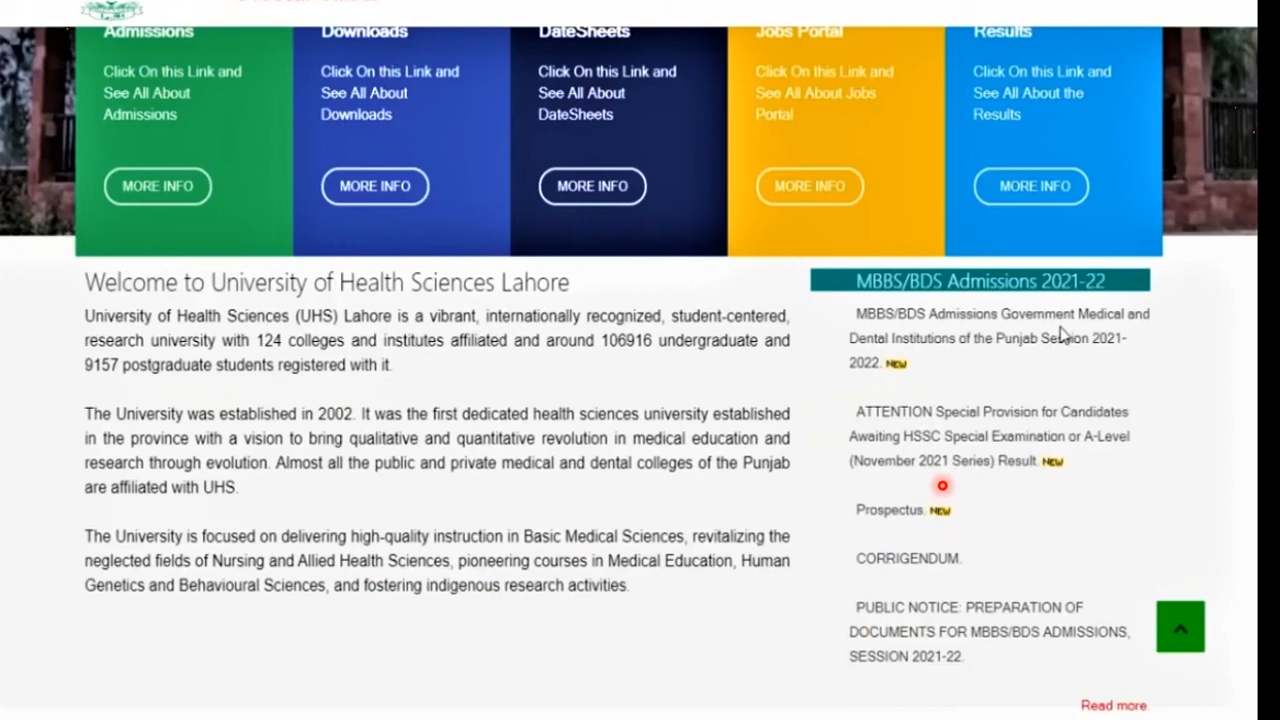 Admissions
Click On this Link and
See All About
Admissions
MORE INFO
Downloads
Click On this Link and
See All About
Downloads
MORE INFO
DateSheets
Click On this Link and
See All About
DateSheets
MORE INFO
Jobs Portal
Click On this Link and
See All About Jobs
Portal
MORE INFO
Results
Click On this Link and
See All About the
Results
MORE INFO
Welcome to University of Health Sciences Lahore
University of Health Sciences (UHS) Lahore is a vibrant, internationally recognized, student-centered,
research university with 124 colleges and institutes affiliated and around 106916 undergraduate and
9157 postgraduate students registered with it.
The University was established in 2002. It was the first dedicated health sciences university established
in the province with a vision to bring qualitative and quantitative revolution in medical education and
research through evolution. Almost all the public and private medical and dental colleges of the Punjab
are affiliated with UHS.
The University is focused on delivering high-quality instruction in Basic Medical Sciences, revitalizing the
neglected fields of Nursing and Allied Health Sciences, pioneering courses in Medical Education, Human
Genetics and Behavioural Sciences, and fostering indigenous research activities.
MBBS/BDS Admissions 2021-22
MBBS/BDS Admissions Government Medical and
Dental Institutions of the Punjab Session 2021-
2022. NEW
ATTENTION Special Provision for Candidates
Awaiting HSSC Special Examination or A-Level
(November 2021 Series) Result. NEW
Prospectus. NEW
CORRIGENDUM.
PUBLIC NOTICE: PREPARATION OF
DOCUMENTS FOR MBBS/BDS ADMISSIONS,
SESSION 2021-22.
Read more.